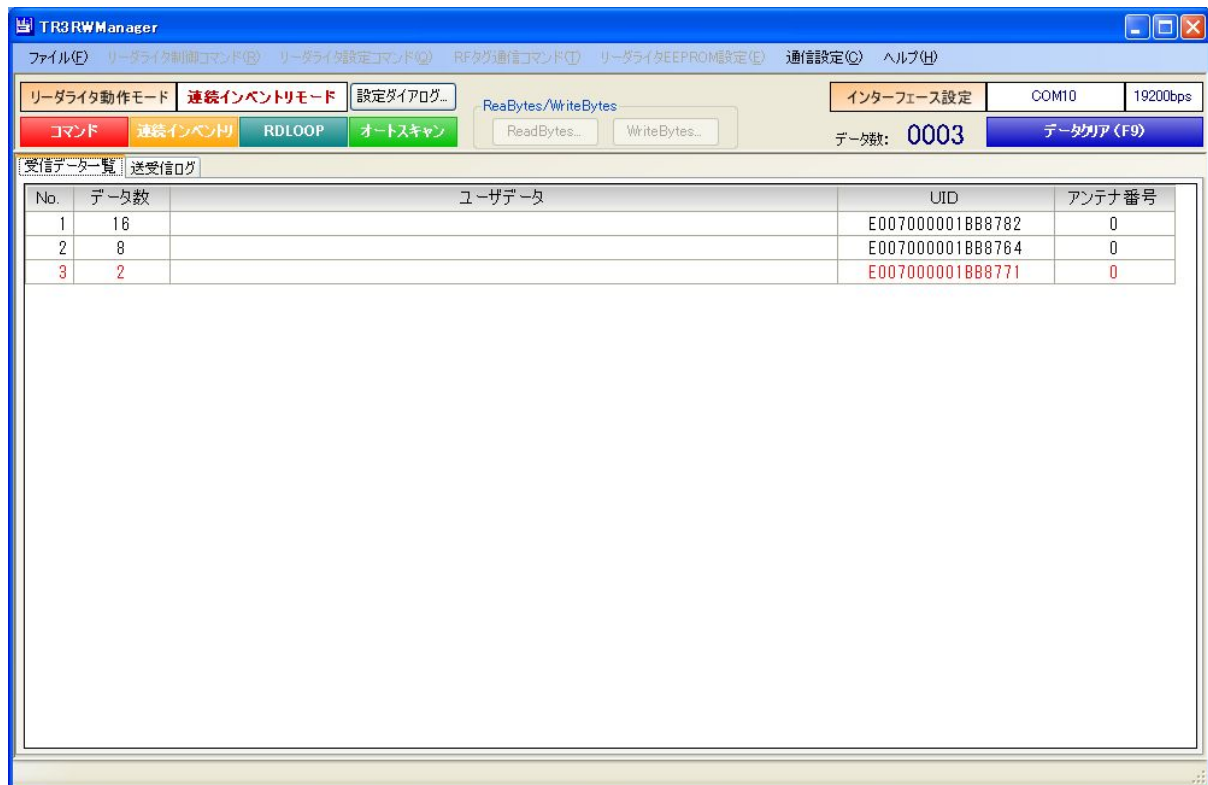 TR3RWManager
ファイル(F) リーダライタ制御コマンド(R) リーダライタ設定コマンド(Q) RFタグ通信コマンド(T) リーダライタEEPROM設定(E) 通信設定(C) ヘルプ(H)
リーダライタ動作モード 連続インベントリモード 設定ダイアログ... ReaBytes/WriteBytes インターフェース設定 COM10 19200bps
コマンド 連続インベントリ RDLOOP オートスキャン ReadBytes... WriteBytes... データ数: 0003 データクリア(F9)
受信データ一覧 送受信ログ
No. データ数 ユーザデータ UID アンテナ番号
1 16 E007000001BB8782 0
2 8 E007000001BB8764 0
3 2 E007000001BB8771 0